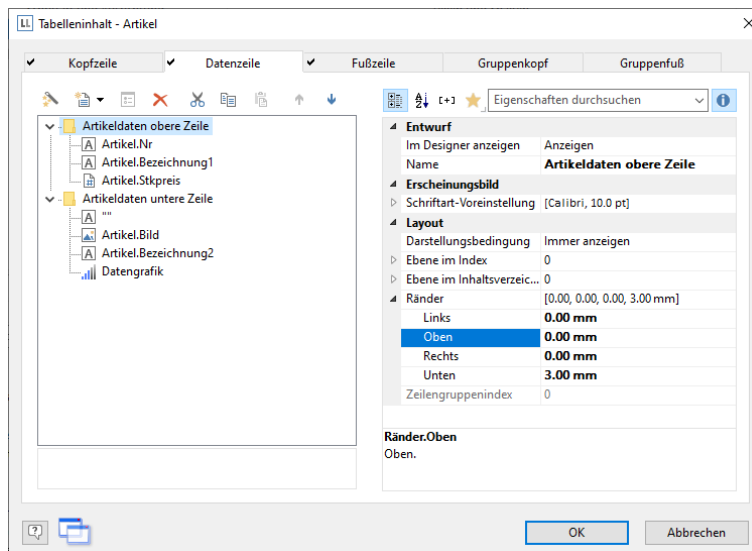 LL Tabelleninhalt - Artikel
Kopfzeile Datenzeile Fußzeile Gruppenkopf Gruppenfuß
Eigenschaften durchsuchen
Artikeldaten obere Zeile
Artikel.Nr
Artikel.Bezeichnung1
Artikel.Stkpreis
Artikeldaten untere Zeile
""
Artikel.Bild
Artikel.Bezeichnung2
Datengrafik
Entwurf
Im Designer anzeigen Anzeigen
Name Artikeldaten obere Zeile
Erscheinungsbild
Schriftart-Voreinstellung [Calibri, 10.0 pt]
Layout
Darstellungsbedingung Immer anzeigen
Ebene im Index 0
Ebene im Inhaltsverzeic... 0
Ränder [0.00, 0.00, 0.00, 3.00 mm]
Links 0.00 mm
Oben 0.00 mm
Rechts 0.00 mm
Unten 3.00 mm
Zeilengruppenindex 0
Ränder.Oben
Oben.
OK Abbrechen